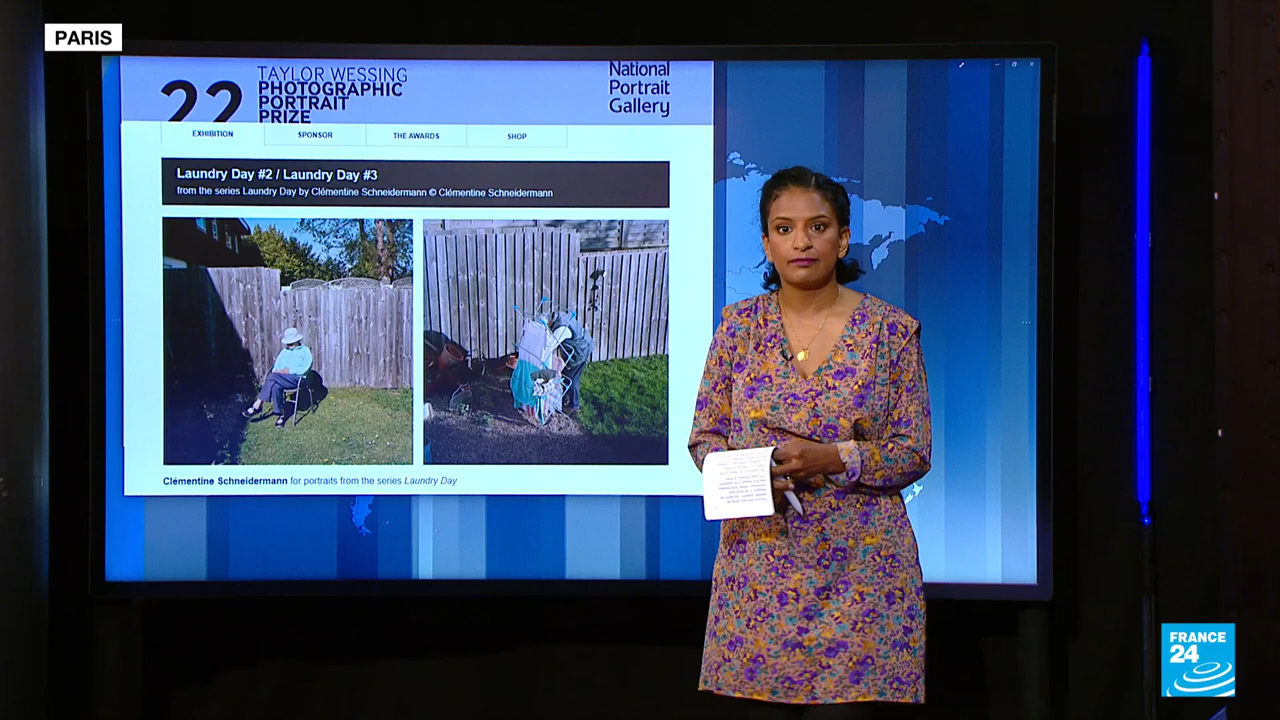 PARIS
22
TAYLOR WESSING
PHOTOGRAPHIC
PORTRAIT
PRIZE
National
Portrait
Gallery
EXHIBITION
SPONSOR
THE AWARDS
SHOP
Laundry Day #2 / Laundry Day #3
from the series Laundry Day by Clémentine Schneidermann © Clémentine Schneidermann
Clémentine Schneidermann for portraits from the series Laundry Day
FRANCE
24